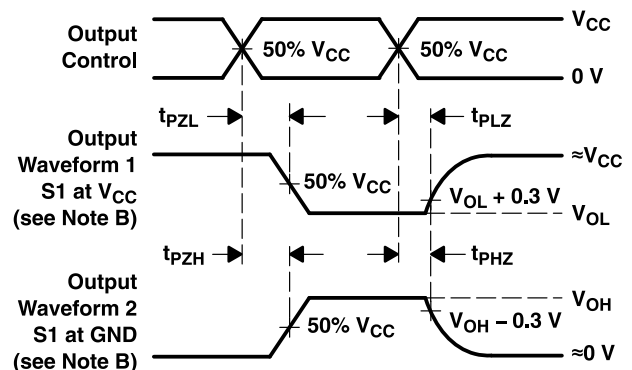 Output
Control
50% VCC
50% VCC
VCC
0 V
tPZL
tPLZ
Output
Waveform 1
S1 at VCC
(see Note B)
50% VCC
≈VCC
VOL + 0.3 V
VOL
tPZH
tPHZ
Output
Waveform 2
S1 at GND
(see Note B)
50% VCC
VOH
VOH – 0.3 V
≈0 V